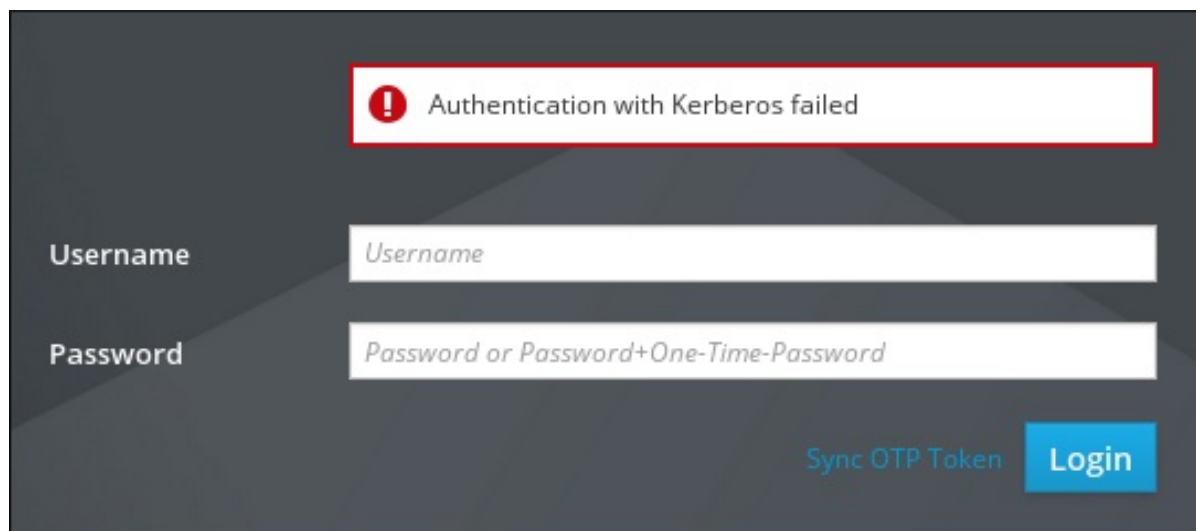 Authentication with Kerberos failed
Username
Username
Password
Password or Password+One-Time-Password
Sync OTP Token
Login